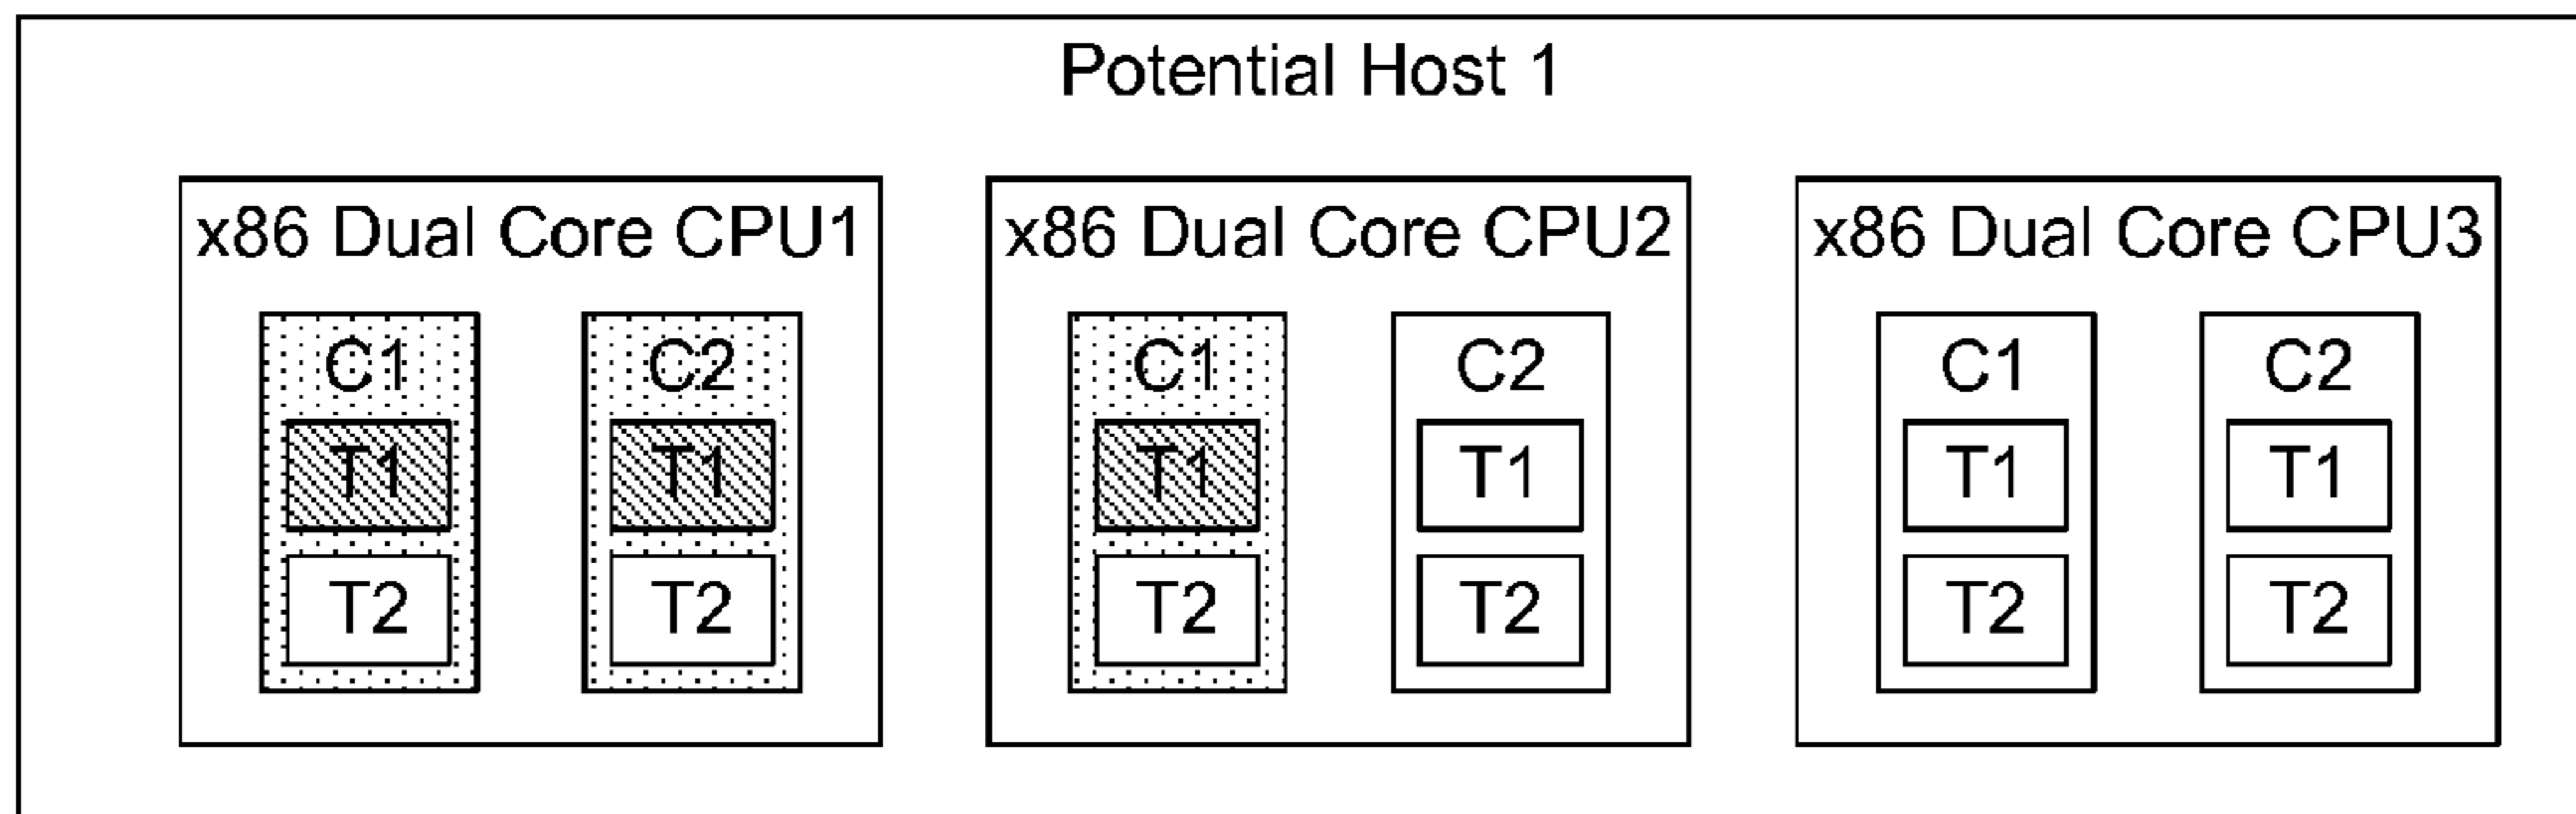 Potential Host 1
x86 Dual Core CPU1 x86 Dual Core CPU2 x86 Dual Core CPU3
C1 C2 C1 C2 C1 C2
T1 T1 T1 T1 T1 T1
T2 T2 T2 T2 T2 T2